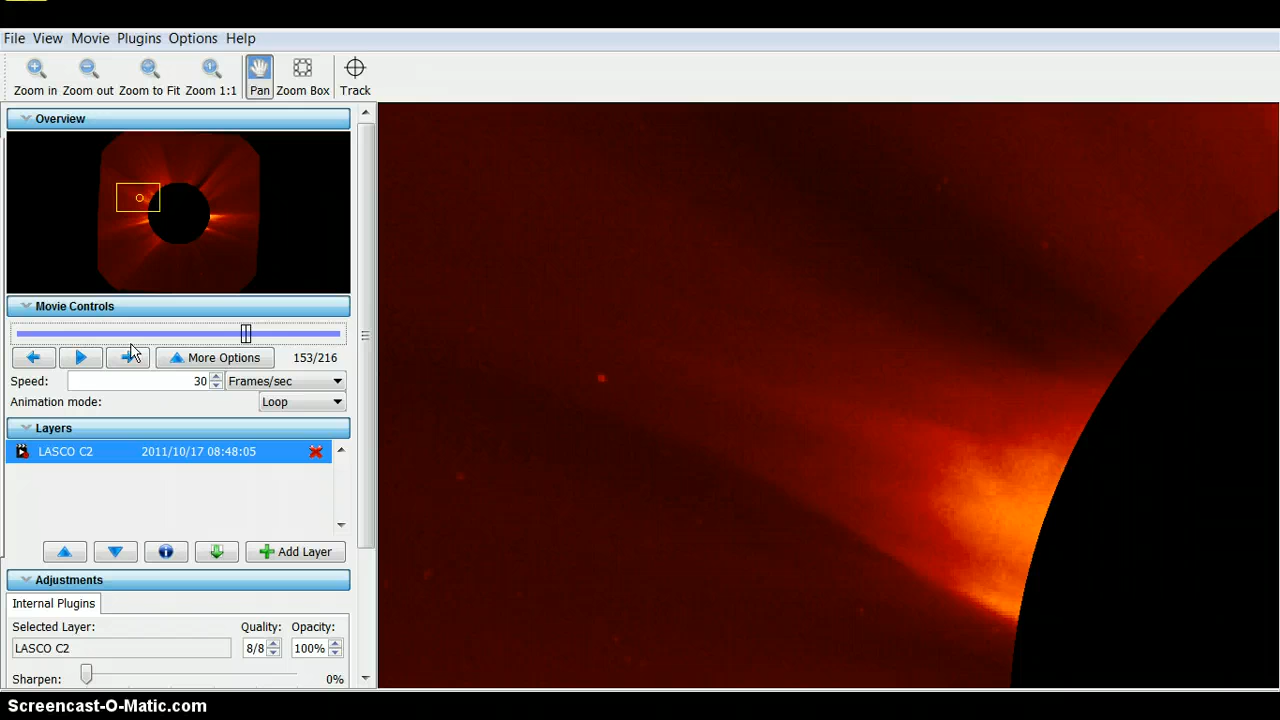 File View Movie Plugins Options Help
Zoom in Zoom out Zoom to Fit Zoom 1:1 Pan Zoom Box Track
Overview
Movie Controls
More Options 153/216
Speed: 30 Frames/sec
Animation mode: Loop
Layers
LASCO C2 2011/10/17 08:48:05
Add Layer
Adjustments
Internal Plugins
Selected Layer: Quality: Opacity:
LASCO C2 8/8 100%
Sharpen: 0%
Screencast-O-Matic.com